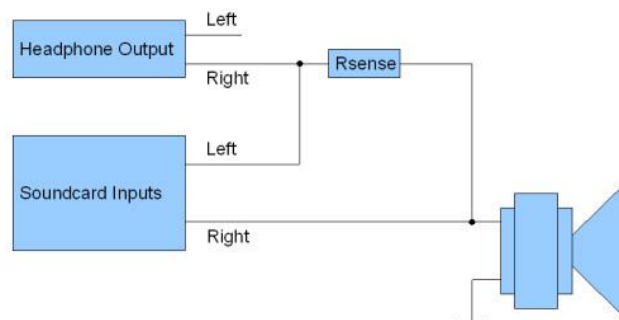 Left
Headphone Output
Right
Rsense
Left
Soundcard Inputs
Right